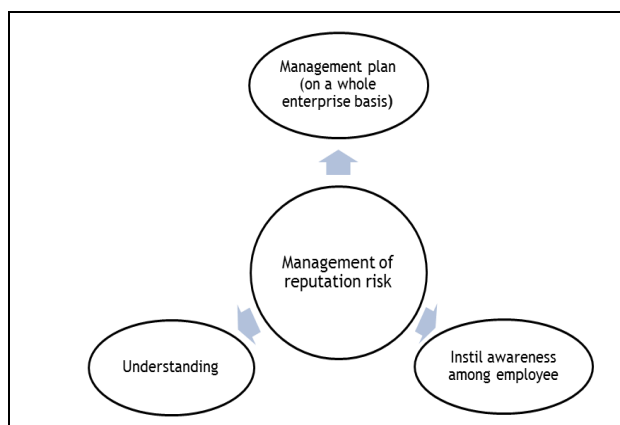 Management plan
(on a whole
enterprise basis)
Management of
reputation risk
Understanding
Instil awareness
among employee